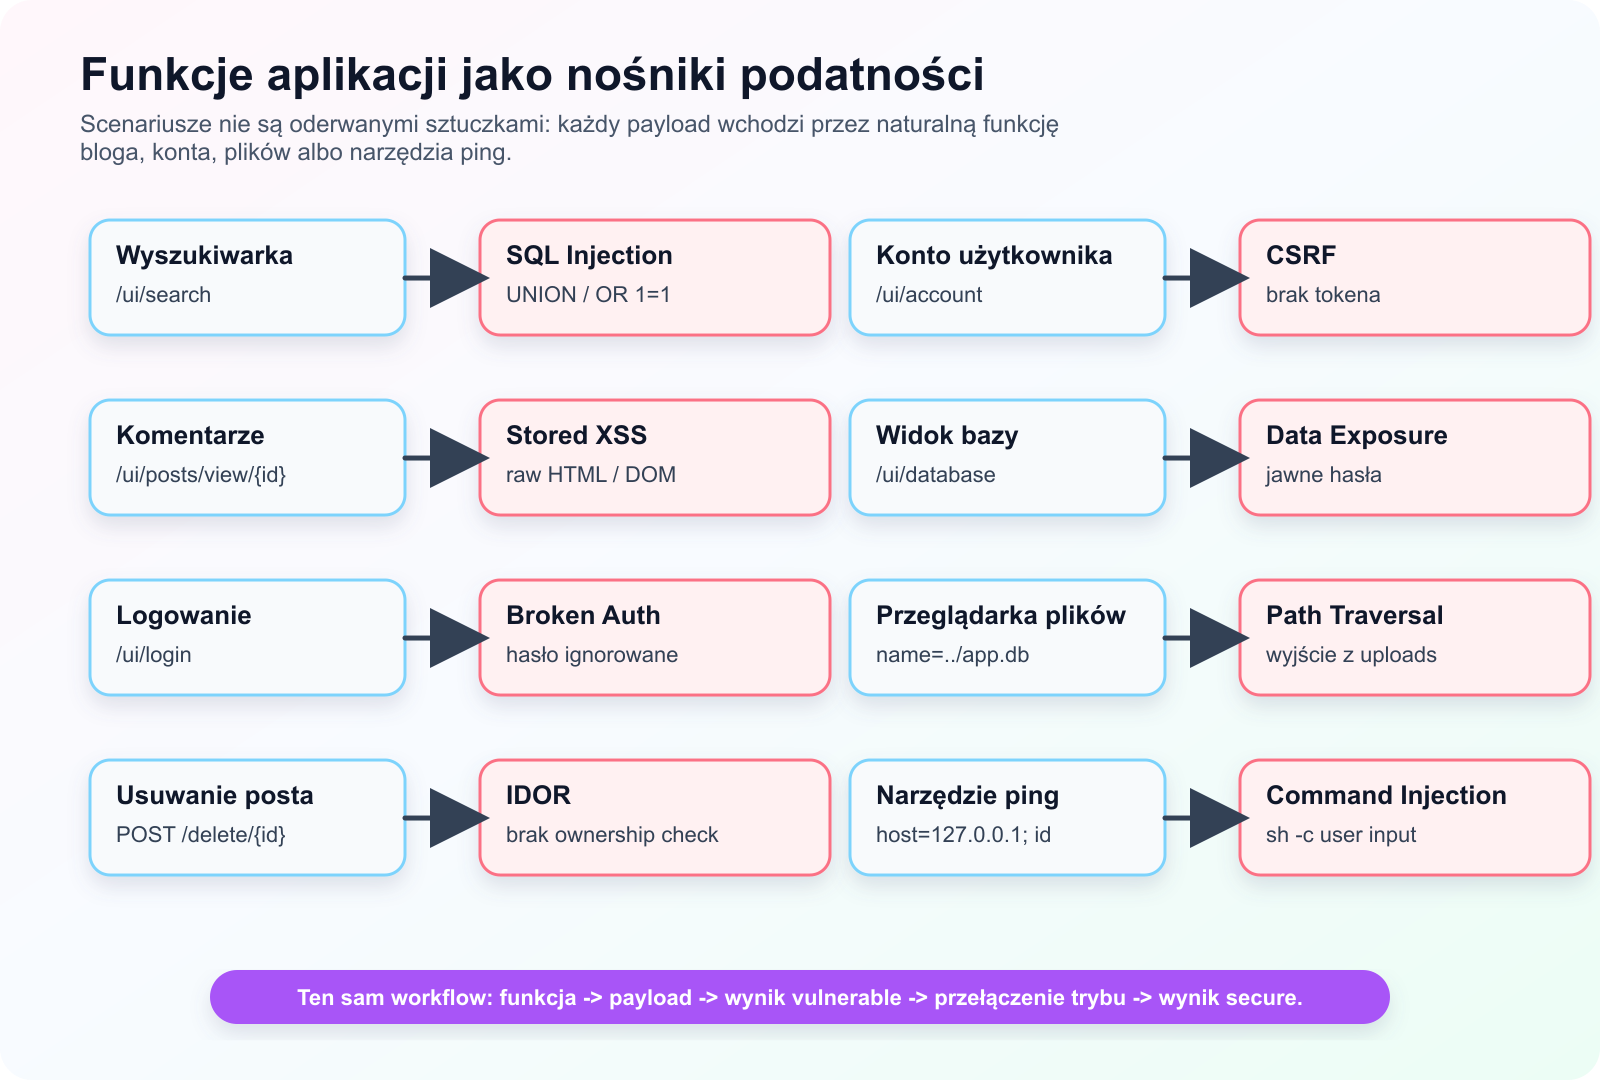 Funkcje aplikacji jako nośniki podatności
Scenariusze nie są oderwanymi sztuczkami: każdy payload wchodzi przez naturalną funkcję
bloga, konta, plików albo narzędzia ping.
Wyszukiwarka
/ui/search
SQL Injection
UNION / OR 1=1
Konto użytkownika
/ui/account
CSRF
brak tokena
Komentarze
/ui/posts/view/{id}
Stored XSS
raw HTML / DOM
Widok bazy
/ui/database
Data Exposure
jawne hasła
Logowanie
/ui/login
Broken Auth
hasło ignorowane
Przeglądarka plików
name=../app.db
Path Traversal
wyjście z uploads
Usuwanie posta
POST /delete/{id}
IDOR
brak ownership check
Narzędzie ping
host=127.0.0.1; id
Command Injection
sh -c user input
Ten sam workflow: funkcja -> payload -> wynik vulnerable -> przełączenie trybu -> wynik secure.